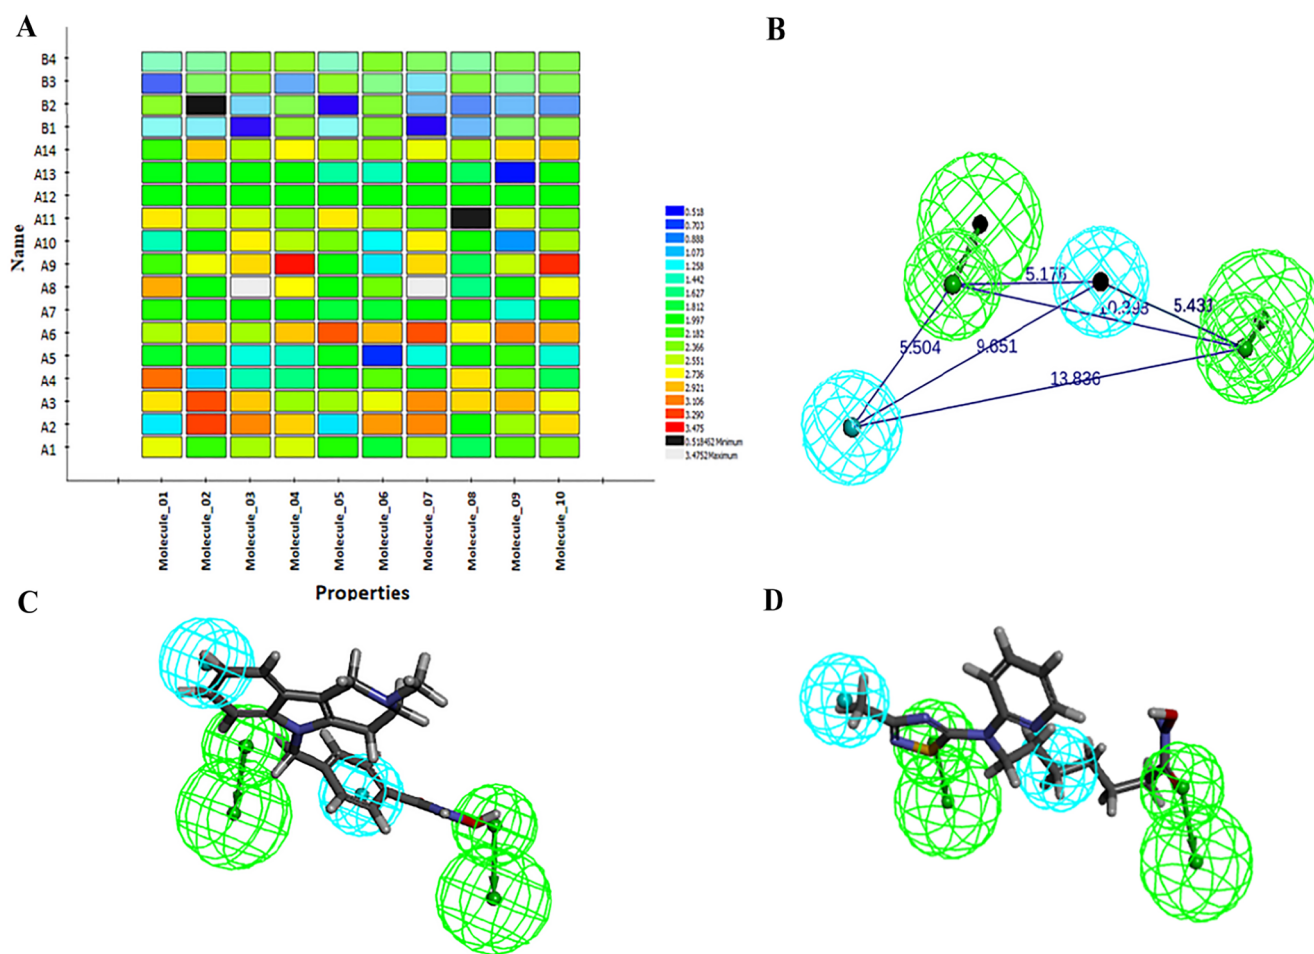 A
B
B4
B3
B2
B1
A14
A13
A12
A11
A10
A9
A8
A7
A6
A5
A4
A3
A2
A1
Name
Molecule_01
Molecule_02
Molecule_03
Molecule_04
Molecule_05
Molecule_06
Molecule_07
Molecule_08
Molecule_09
Molecule_10
Properties
0.518
0.703
0.888
1.073
1.258
1.442
1.627
1.812
1.997
2.182
2.366
2.551
2.736
2.921
3.106
3.290
3.475
0.518452 Minimum
3.4752 Maximum
5.176
10.393
5.431
5.504
9.651
13.836
C
D